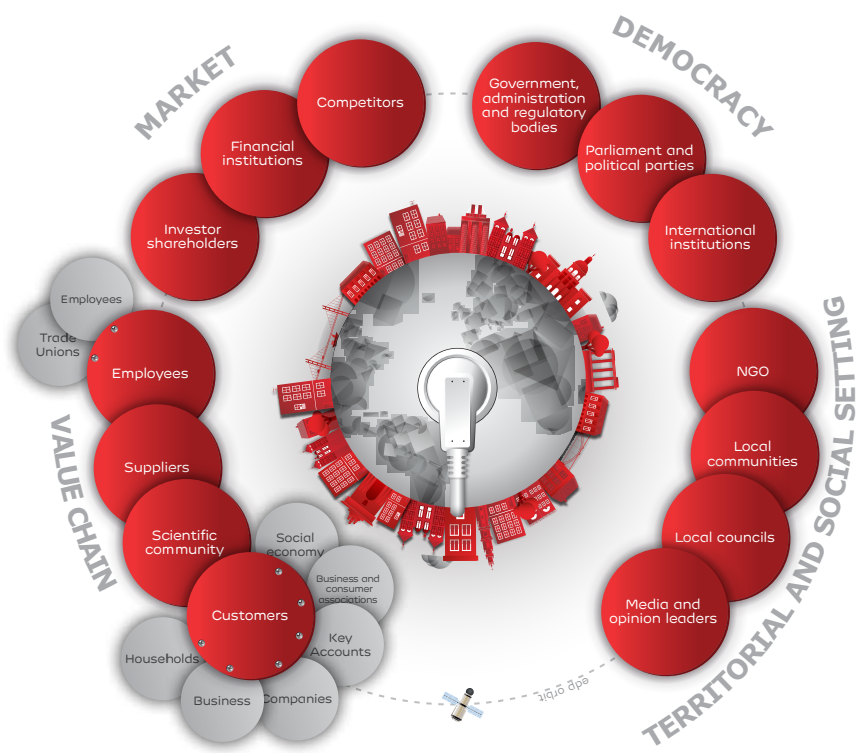 MARKET
Competitors
Financial
institutions
Investor
shareholders
DEMOCRACY
Government,
administration
and regulatory
bodies
Parliament and
political parties
International
institutions
Employees
Trade
Unions
Employees
Suppliers
Scientific
community
Customers
VALUE CHAIN
Social
economy
Business and
consumer
associations
Key
Accounts
Companies
Business
Households
NGO
Local
communities
Local councils
Media and
opinion leaders
TERRITORIAL AND SOCIAL SETTING
edp orbit